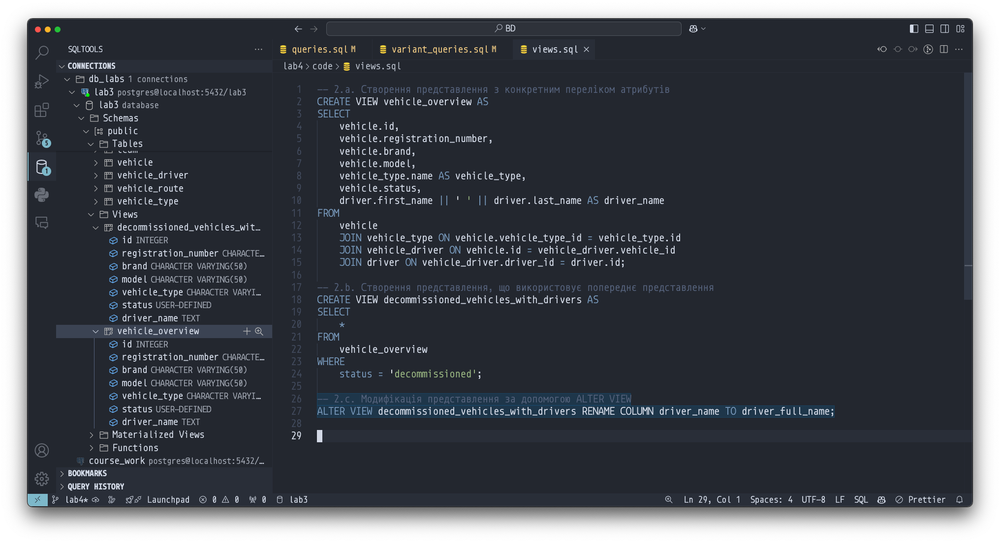 BD
SQLTOOLS
queries.sql M
variant_queries.sql M
views.sql
CONNECTIONS
lab4 > code > views.sql
db_labs 1 connections
lab3 postgres@localhost:5432/lab3
lab3 database
Schemas
public
Tables
vehicle
vehicle_driver
vehicle_route
vehicle_type
Views
decommissioned_vehicles_wit…
id INTEGER
registration_number CHARACTE…
brand CHARACTER VARYING(50)
model CHARACTER VARYING(50)
vehicle_type CHARACTER VARYI…
status USER-DEFINED
driver_name TEXT
vehicle_overview
id INTEGER
registration_number CHARACTE…
brand CHARACTER VARYING(50)
model CHARACTER VARYING(50)
vehicle_type CHARACTER VARYI…
status USER-DEFINED
driver_name TEXT
Materialized Views
Functions
course_work postgres@localhost:5432/…
BOOKMARKS
QUERY HISTORY
5
1
1 -- 2.a. Створення представлення з конкретним переліком атрибутів
2 CREATE VIEW vehicle_overview AS
3 SELECT
4 vehicle.id,
5 vehicle.registration_number,
6 vehicle.brand,
7 vehicle.model,
8 vehicle_type.name AS vehicle_type,
9 vehicle.status,
10 driver.first_name || ' ' || driver.last_name AS driver_name
11 FROM
12 vehicle
13 JOIN vehicle_type ON vehicle.vehicle_type_id = vehicle_type.id
14 JOIN vehicle_driver ON vehicle.id = vehicle_driver.vehicle_id
15 JOIN driver ON vehicle_driver.driver_id = driver.id;
16
17 -- 2.b. Створення представлення, що використовує попереднє представлення
18 CREATE VIEW decommissioned_vehicles_with_drivers AS
19 SELECT
20 *
21 FROM
22 vehicle_overview
23 WHERE
24 status = 'decommissioned';
25
26 -- 2.c. Модифікація представлення за допомогою ALTER VIEW
27 ALTER VIEW decommissioned_vehicles_with_drivers RENAME COLUMN driver_name TO driver_full_name;
28
29
lab4* Launchpad 0 0 0 lab3 Ln 29, Col 1 Spaces: 4 UTF-8 LF SQL Prettier